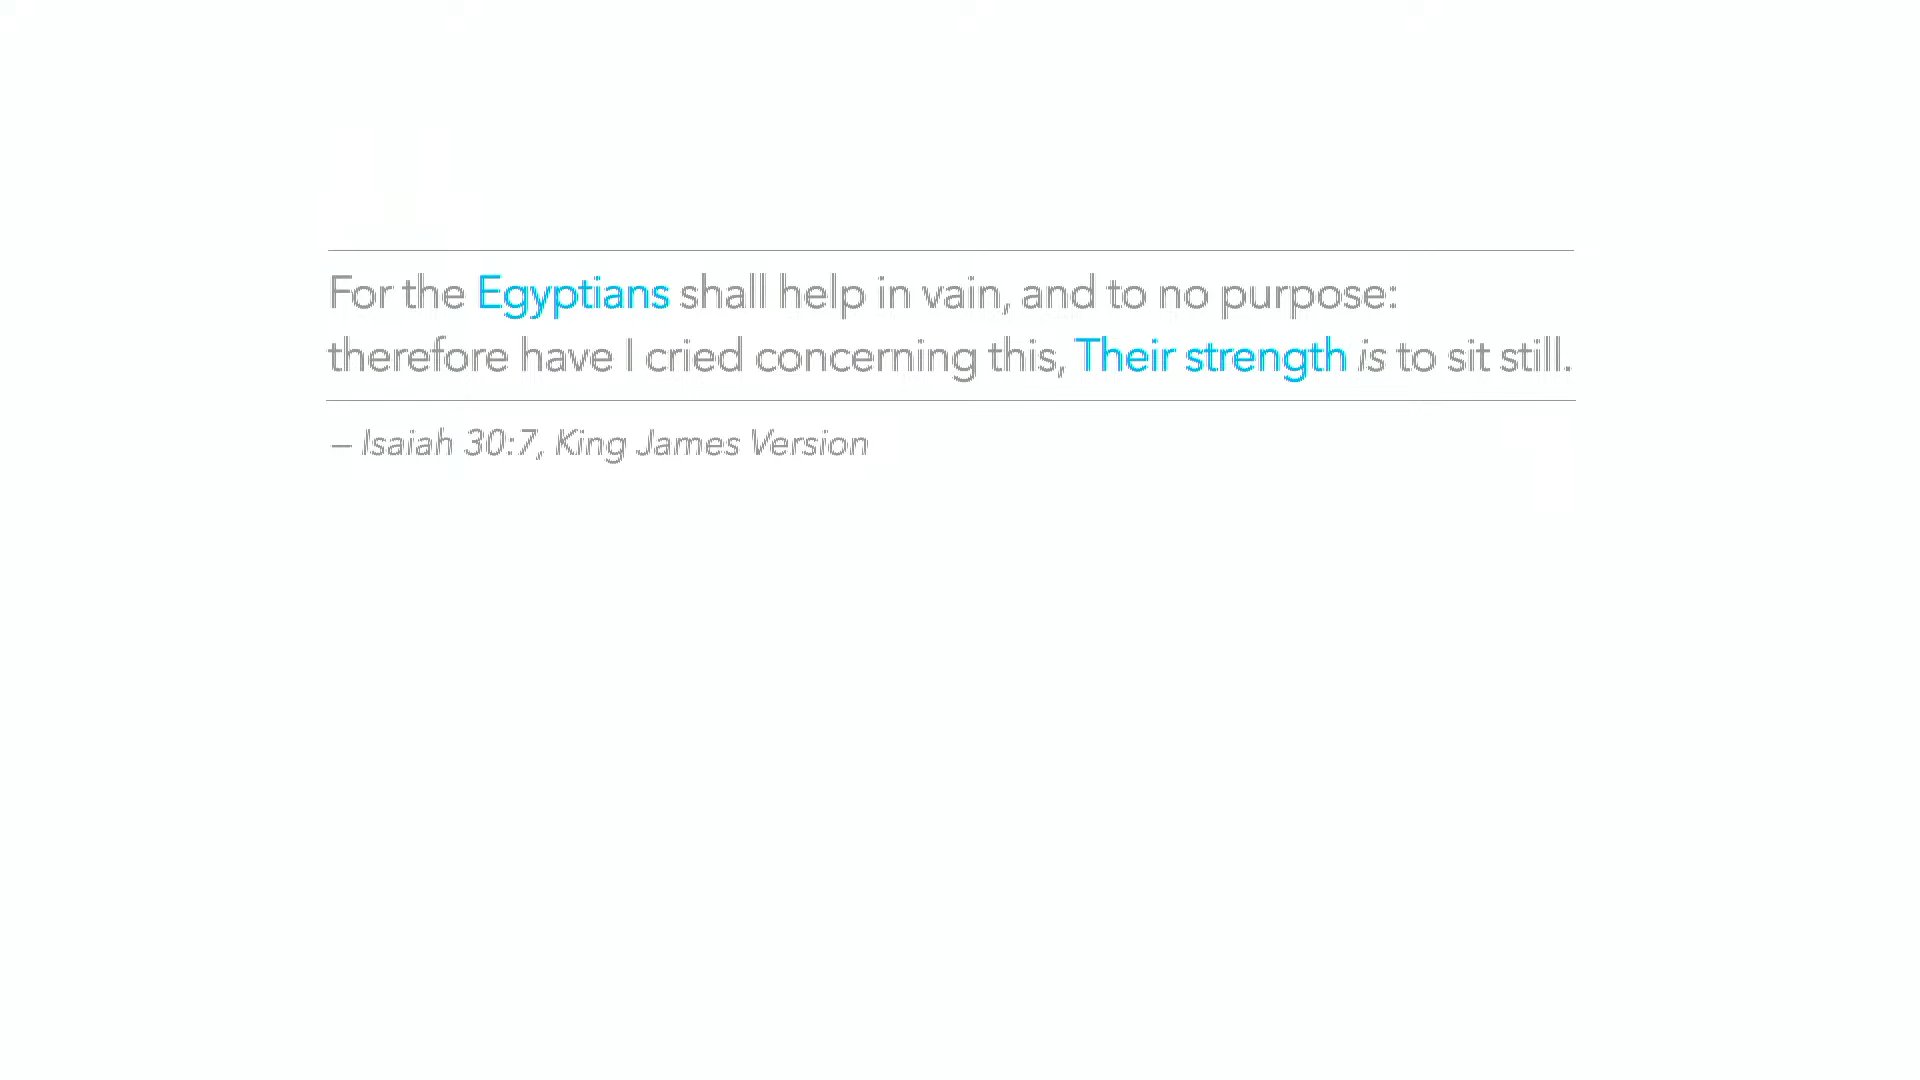 For the Egyptians shall help in vain, and to no purpose:
therefore have I cried concerning this, Their strength is to sit still.
– Isaiah 30:7, King James Version